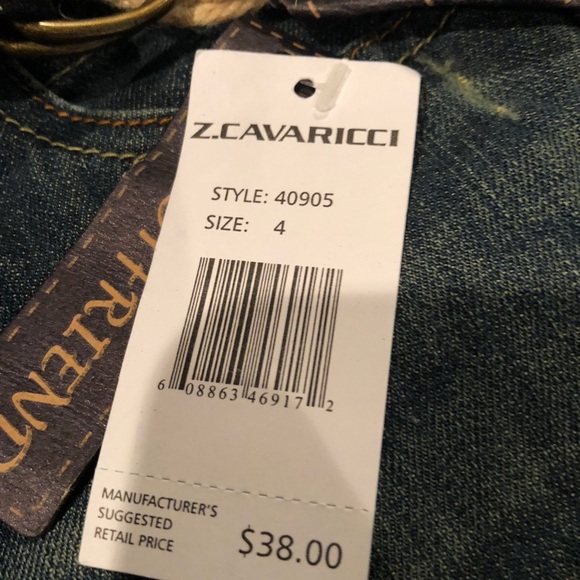 Z.CAVARICCI
STYLE: 40905
SIZE: 4
6 08863 46917 2
MANUFACTURER'S
SUGGESTED
RETAIL PRICE
$38.00